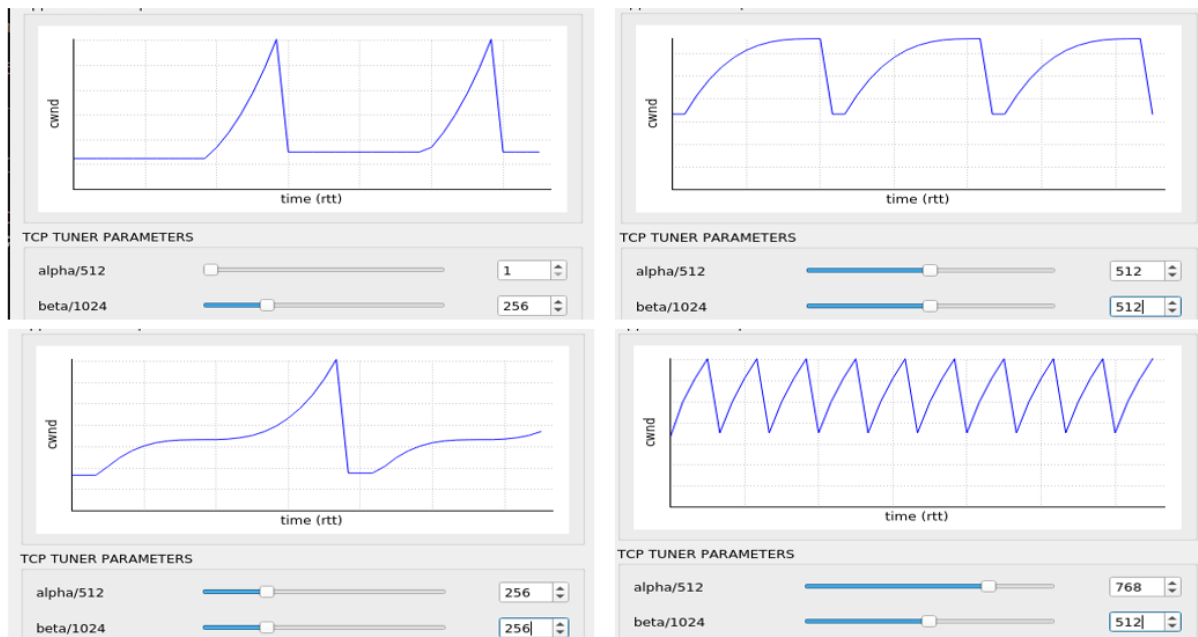 cwnd
time (rtt)
TCP TUNER PARAMETERS
alpha/512 1
beta/1024 256
cwnd
time (rtt)
TCP TUNER PARAMETERS
alpha/512 512
beta/1024 512
cwnd
time (rtt)
TCP TUNER PARAMETERS
alpha/512 256
beta/1024 256
cwnd
time (rtt)
TCP TUNER PARAMETERS
alpha/512 768
beta/1024 512